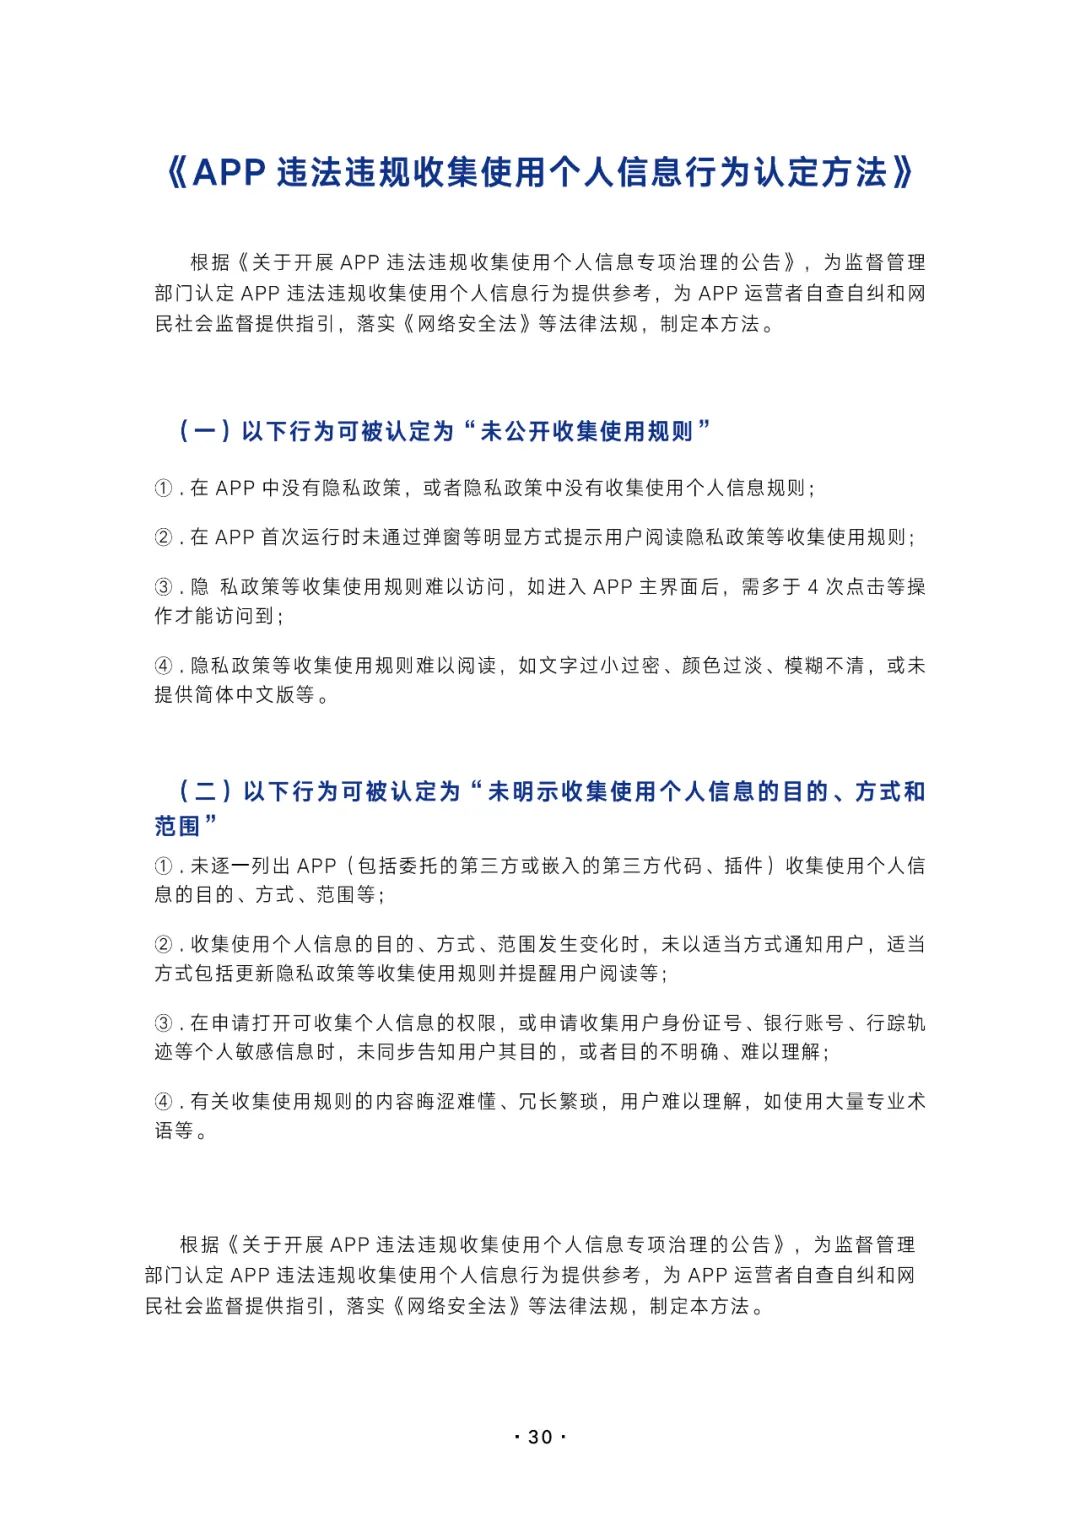 《APP 违法违规收集使用个人信息行为认定方法》
根据《关于开展 APP 违法违规收集使用个人信息专项治理的公告》，为监督管理
部门认定 APP 违法违规收集使用个人信息行为提供参考，为 APP 运营者自查自纠和网
民社会监督提供指引，落实《网络安全法》等法律法规，制定本方法。
（一）以下行为可被认定为“未公开收集使用规则”
① . 在 APP 中没有隐私政策，或者隐私政策中没有收集使用个人信息规则；
② . 在 APP 首次运行时未通过弹窗等明显方式提示用户阅读隐私政策等收集使用规则；
③ . 隐 私政策等收集使用规则难以访问，如进入 APP 主界面后，需多于 4 次点击等操
作才能访问到；
④ . 隐私政策等收集使用规则难以阅读，如文字过小过密、颜色过淡、模糊不清，或未
提供简体中文版等。
（二）以下行为可被认定为“未明示收集使用个人信息的目的、方式和
范围”
① . 未逐一列出 APP（包括委托的第三方或嵌入的第三方代码、插件）收集使用个人信
息的目的、方式、范围等；
② . 收集使用个人信息的目的、方式、范围发生变化时，未以适当方式通知用户，适当
方式包括更新隐私政策等收集使用规则并提醒用户阅读等；
③ . 在申请打开可收集个人信息的权限，或申请收集用户身份证号、银行账号、行踪轨
迹等个人敏感信息时，未同步告知用户其目的，或者目的不明确、难以理解；
④ . 有关收集使用规则的内容晦涩难懂、冗长繁琐，用户难以理解，如使用大量专业术
语等。
根据《关于开展 APP 违法违规收集使用个人信息专项治理的公告》，为监督管理
部门认定 APP 违法违规收集使用个人信息行为提供参考，为 APP 运营者自查自纠和网
民社会监督提供指引，落实《网络安全法》等法律法规，制定本方法。
· 30 ·